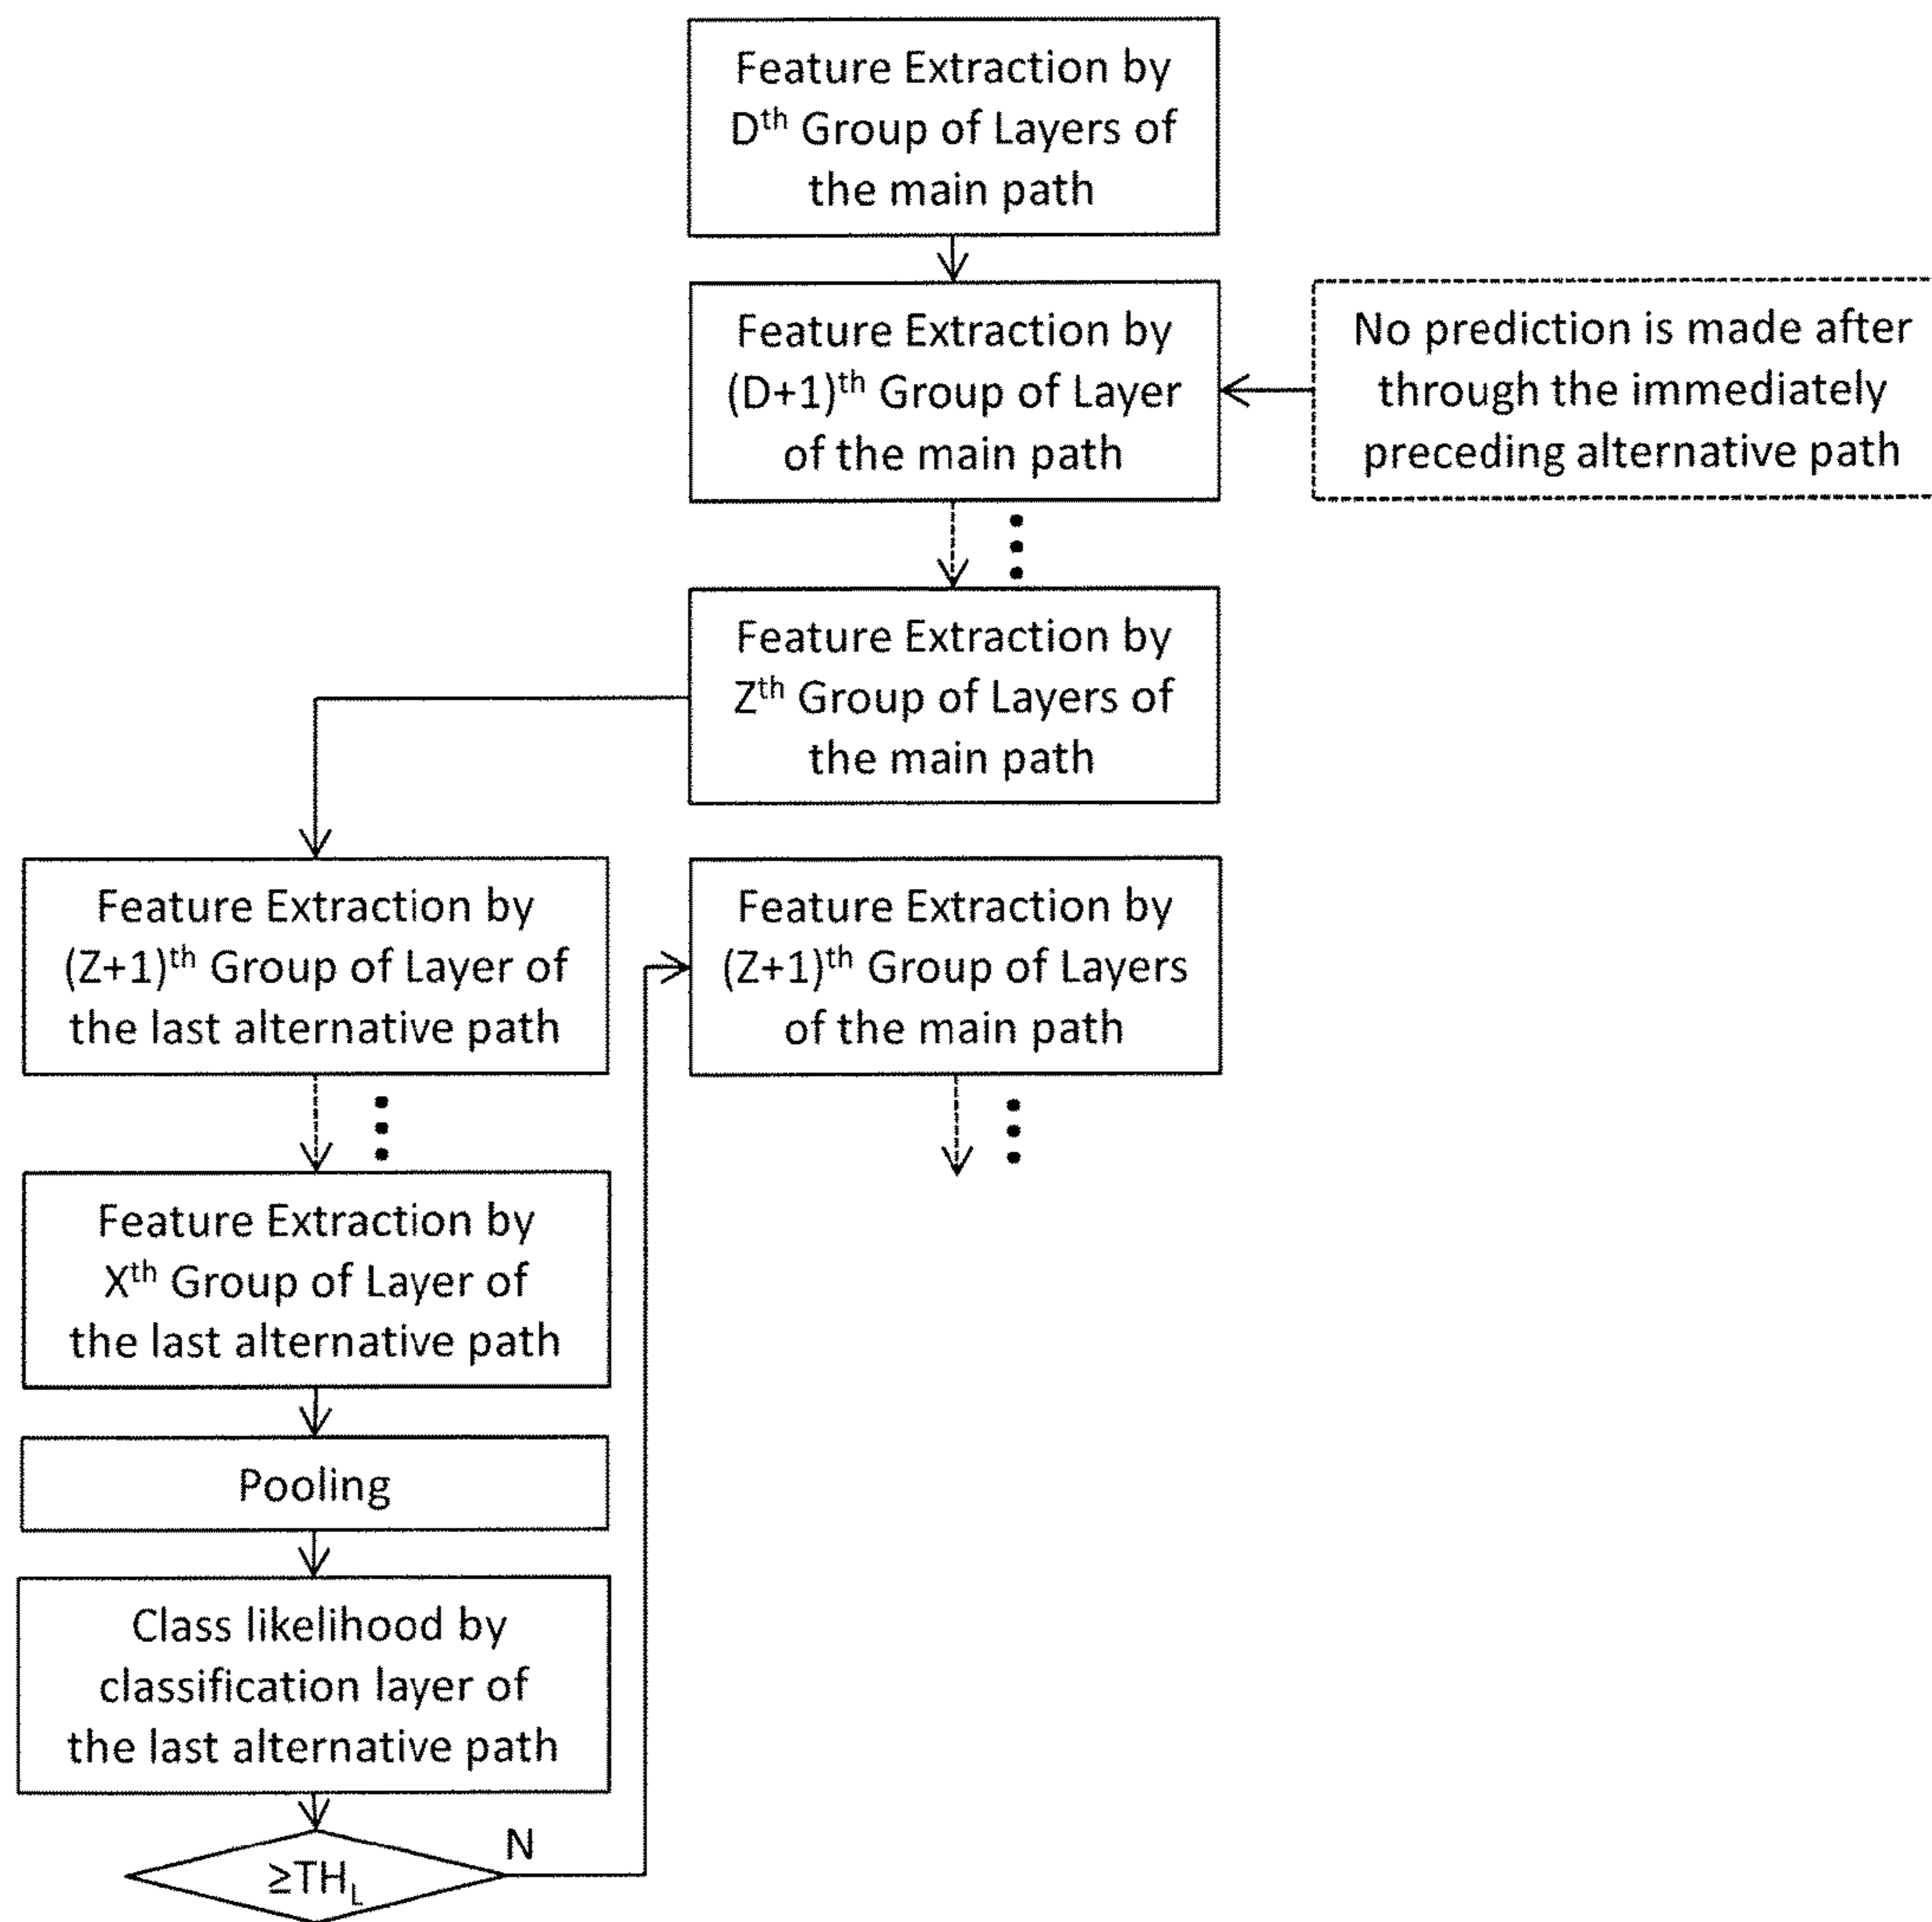 Feature Extraction by
Dth Group of Layers of
the main path
Feature Extraction by
(D+1)th Group of Layer
of the main path
No prediction is made after
through the immediately
preceding alternative path
Feature Extraction by
Zth Group of Layers of
the main path
Feature Extraction by
(Z+1)th Group of Layer of
the last alternative path
Feature Extraction by
(Z+1)th Group of Layers
of the main path
Feature Extraction by
Xth Group of Layer of
the last alternative path
Pooling
Class likelihood by
classification layer of
the last alternative path
N
≥THL